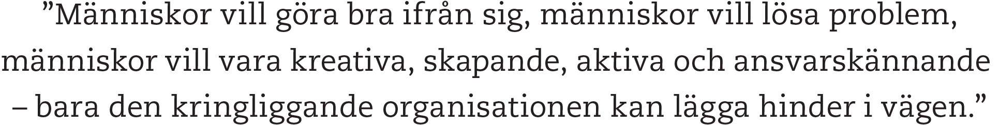 ”Människor vill göra bra ifrån sig, människor vill lösa problem,
människor vill vara kreativa, skapande, aktiva och ansvarskännande
– bara den kringliggande organisationen kan lägga hinder i vägen.”